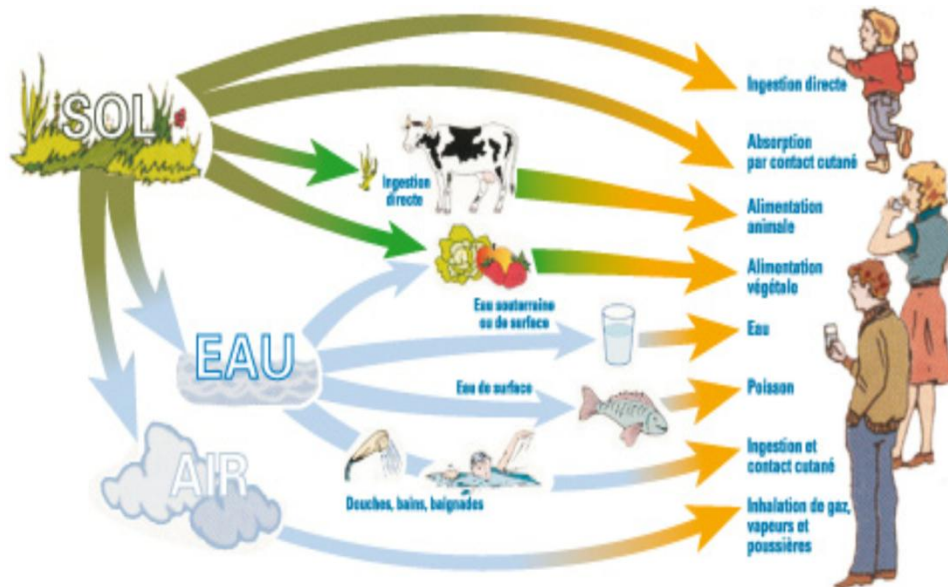 SOL
Ingestion directe
Absorption
par contact cutané
Ingestion
directe
Alimentation
animale
Alimentation
végétale
Eau souterraine
ou de surface
Eau
EAU
Eau de surface
Poisson
AIR
Douches, bains, baignades
Ingestion et
contact cutané
Inhalation de gaz,
vapeurs et
poussières